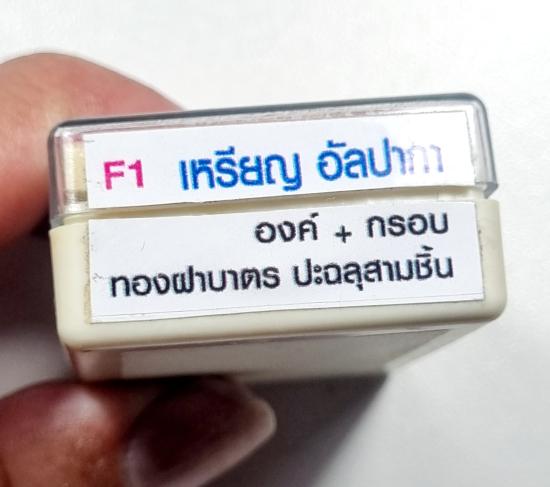 F1 เหรียญ อัลปากา
องค์ + กรอบ
ทองฝาบาตร ปะฉลุสามชิ้น